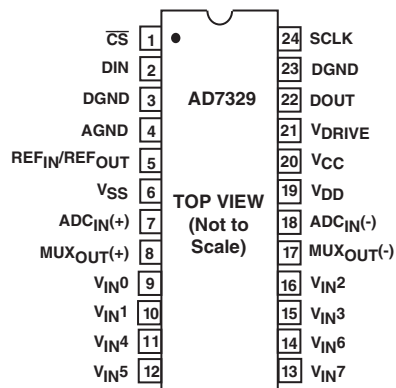 CS 1 24 SCLK
DIN 2 23 DGND
DGND 3 AD7329 22 DOUT
AGND 4 21 VDRIVE
REFIN/REFOUT 5 20 VCC
VSS 6 TOP VIEW 19 VDD
ADCIN(+) 7 (Not to 18 ADCIN(-)
MUXOUT(+) 8 Scale) 17 MUXOUT(-)
VIN0 9 16 VIN2
VIN1 10 15 VIN3
VIN4 11 14 VIN6
VIN5 12 13 VIN7